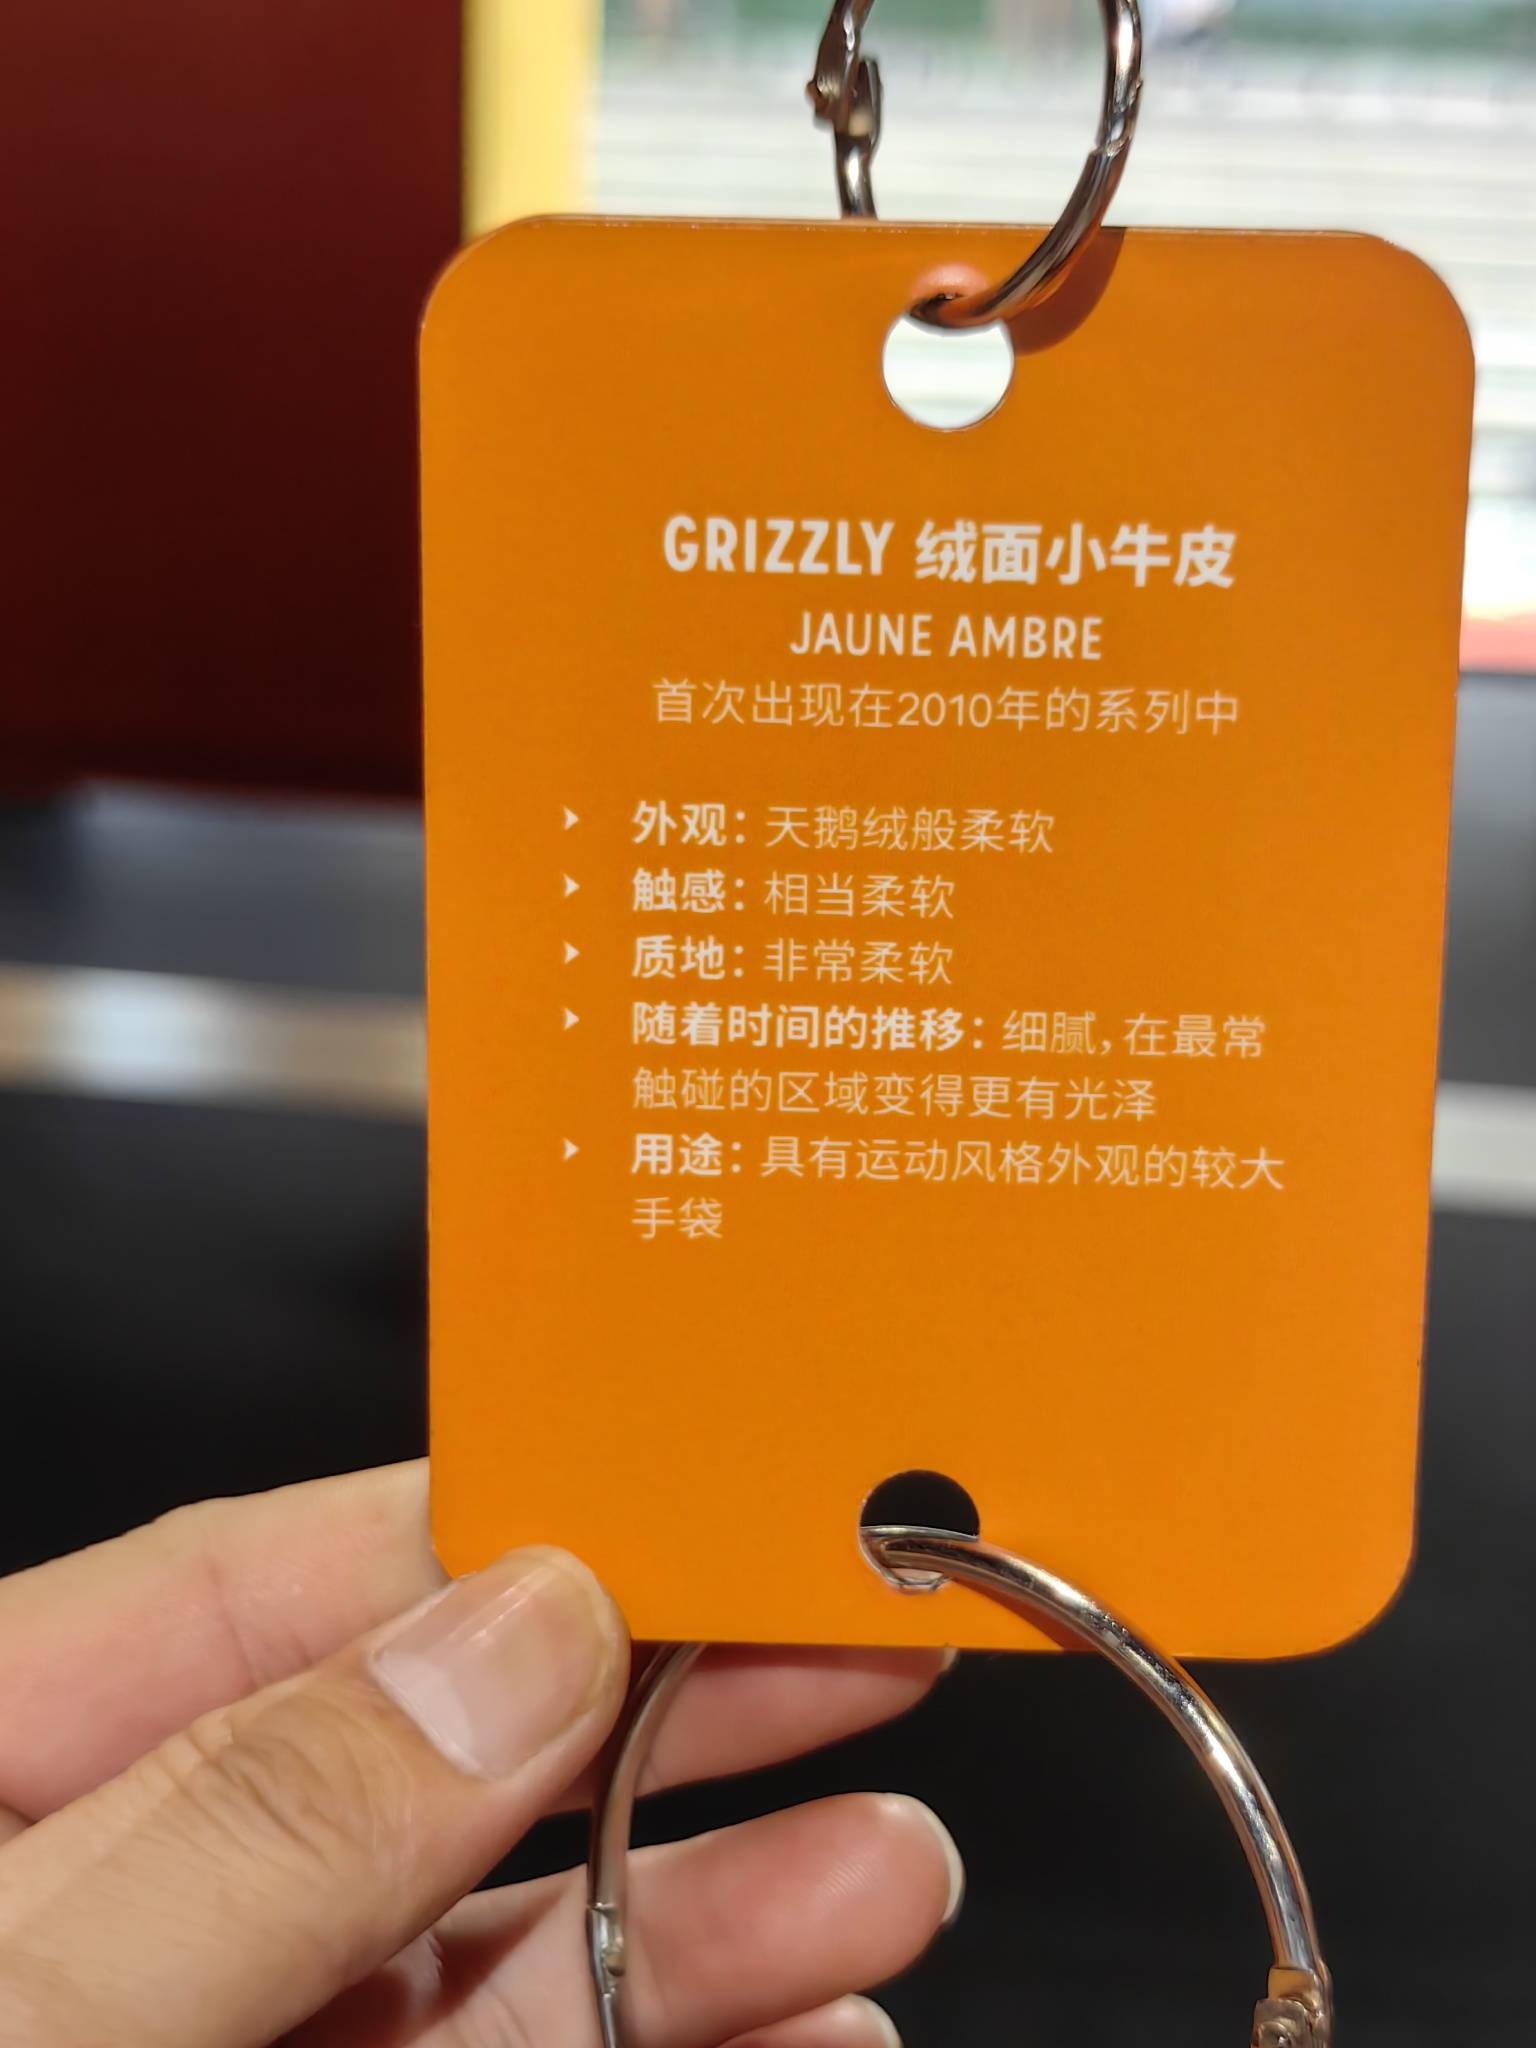 GRIZZLY 绒面小牛皮
JAUNE AMBRE
首次出现在2010年的系列中
外观：天鹅绒般柔软
触感：相当柔软
质地：非常柔软
随着时间的推移：细腻，在最常
触碰的区域变得更有光泽
用途：具有运动风格外观的较大
手袋